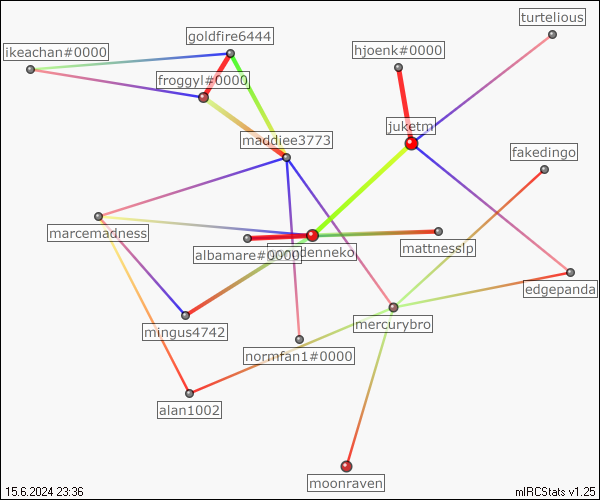 turtelious
goldfire6444
ikeachan#0000
hjoenk#0000
froggyl#0000
juketm
maddiee3773
fakedingo
marcemadness
mattnesslp
albamare#0000
denneko
edgepanda
mingus4742
mercurybro
nornfan1#0000
alan1002
moonraven
15.6.2024 23:36
mIRCStats v1.25